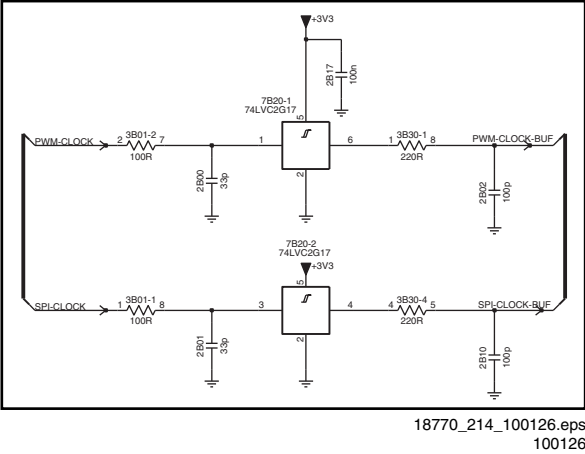 +3V3
2B17
100n
7B20-1
74LVC2G17
5
PWM-CLOCK
2 3B01-2 7
100R
1
6
1 3B30-1 8
220R
PWM-CLOCK-BUF
2B00
33p
2
2B02
100p
7B20-2
74LVC2G17
+3V3
5
SPI-CLOCK
1 3B01-1 8
100R
3
4
4 3B30-4 5
220R
SPI-CLOCK-BUF
2B01
33p
2
2B10
100p
18770_214_100126.eps
100126